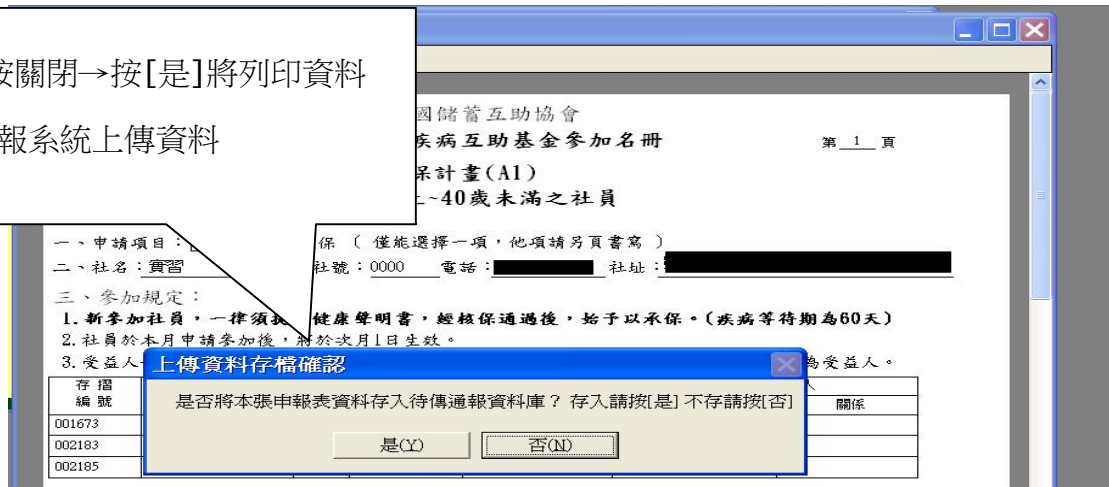 按關閉→按[是]將列印資料
報系統上傳資料
國儲蓄互助協會
疾病互助基金參加名冊
第 1 頁
保計畫(A1)
~40歲未滿之社員
一、申請項目：
保 ( 僅能選擇一項，他項請另頁書寫 )
二、社名：實習
社號：0000 電話： 社址：
三、參加規定：
1. 新參加社員，一律須
健康聲明書，經核保通過後，始予以承保。(疾病等待期為60天)
2. 社員於本月申請參加後，將於次月1日生效。
3. 受益人
為受益人。
上傳資料存檔確認
是否將本張申報表資料存入待傳通報資料庫？ 存入請按[是] 不存請按[否]
是(Y) 否(N)
存 摺
編 號
人
關係
001673
002183
002185